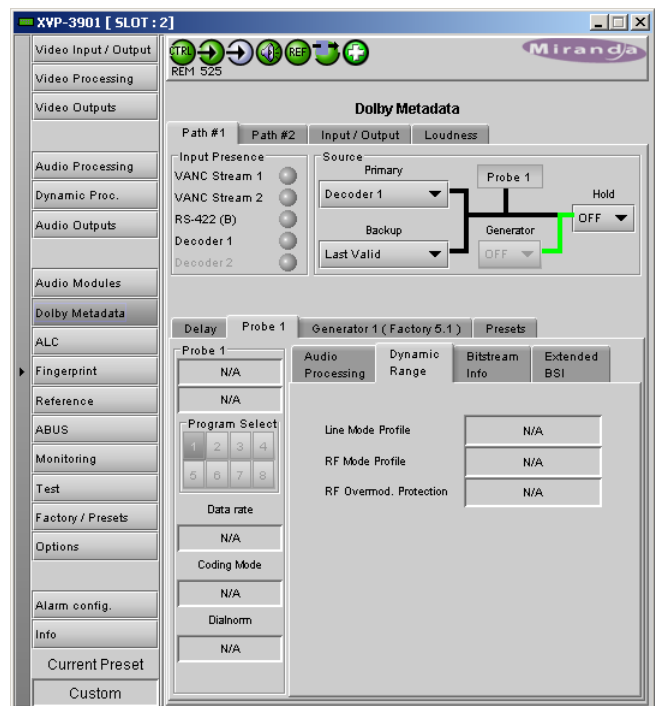 XVP-3901 [ SLOT : 2]
Video Input / Output
Video Processing
Video Outputs
Audio Processing
Dynamic Proc.
Audio Outputs
Audio Modules
Dolby Metadata
ALC
Fingerprint
Reference
ABUS
Monitoring
Test
Factory / Presets
Options
Alarm config.
Info
Current Preset
Custom
CTRL
REF
REM 525
Miranda
Dolby Metadata
Path #1
Path #2
Input / Output
Loudness
Input Presence
VANC Stream 1
VANC Stream 2
RS-422 (B)
Decoder 1
Decoder 2
Source
Primary
Decoder 1
Backup
Last Valid
Probe 1
Generator
OFF
Hold
OFF
Delay
Probe 1
Generator 1 ( Factory 5.1 )
Presets
Probe 1
N/A
N/A
Program Select
1 2 3 4
5 6 7 8
Data rate
N/A
Coding Mode
N/A
Dialnorm
N/A
Audio Processing
Dynamic Range
Bitstream Info
Extended BSI
Line Mode Profile N/A
RF Mode Profile N/A
RF Overmod. Protection N/A